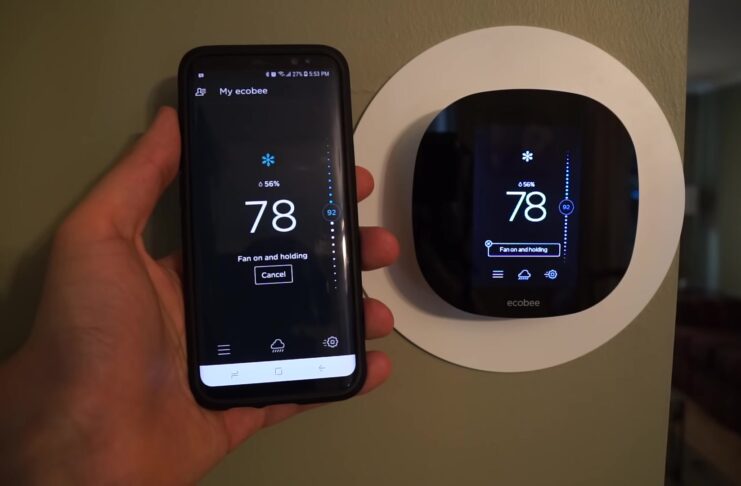 27% 5:53 PM
My ecobee
56%
78
92
Fan on and holding
Cancel
56%
78
92
Fan on and holding
ecobee